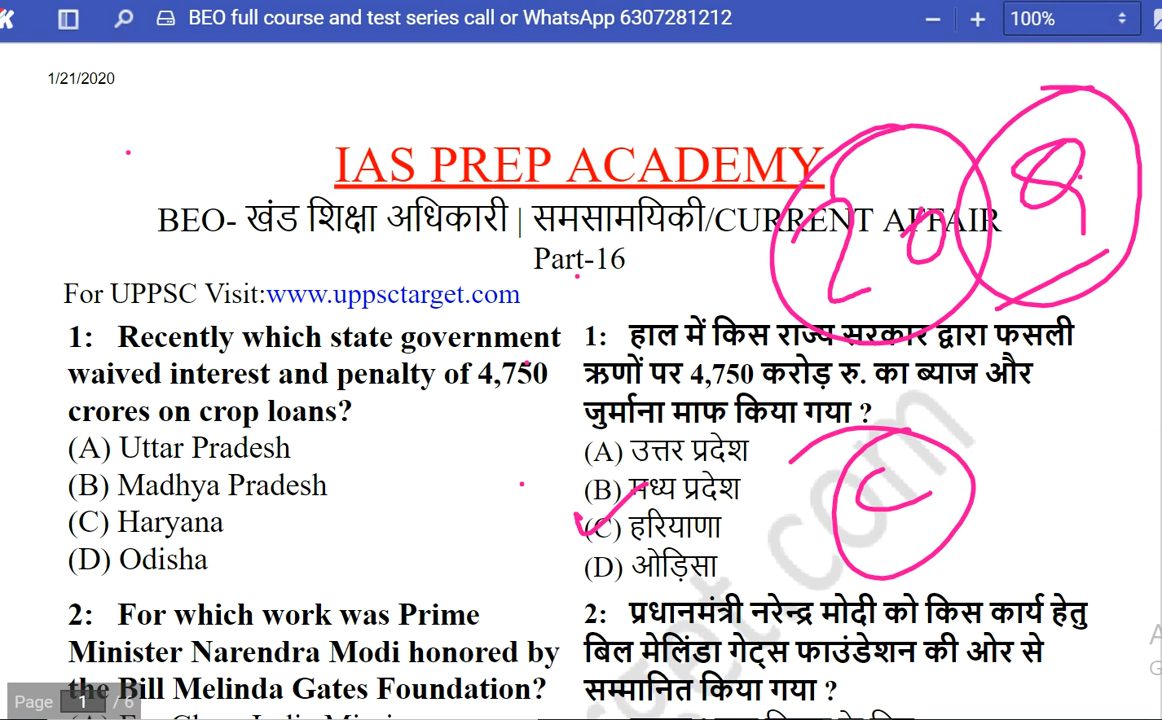 BEO full course and test series call or WhatsApp 6307281212
100%
1/21/2020
IAS PREP ACADEMY
BEO- खंड शिक्षा अधिकारी | समसामयिकी/CURRENT AFFAIR
Part-16
For UPPSC Visit:www.uppsctarget.com
1: Recently which state government
waived interest and penalty of 4,750
crores on crop loans?
(A) Uttar Pradesh
(B) Madhya Pradesh
(C) Haryana
(D) Odisha
2: For which work was Prime
Minister Narendra Modi honored by
the Bill Melinda Gates Foundation?
1: हाल में किस राज्य सरकार द्वारा फसली
ऋणों पर 4,750 करोड़ रु. का ब्याज और
जुर्माना माफ किया गया ?
(A) उत्तर प्रदेश
(B) मध्य प्रदेश
(C) हरियाणा
(D) ओड़िसा
2: प्रधानमंत्री नरेन्द्र मोदी को किस कार्य हेतु
बिल मेलिंडा गेट्स फाउंडेशन की ओर से
सम्मानित किया गया ?
Page 1 / 6